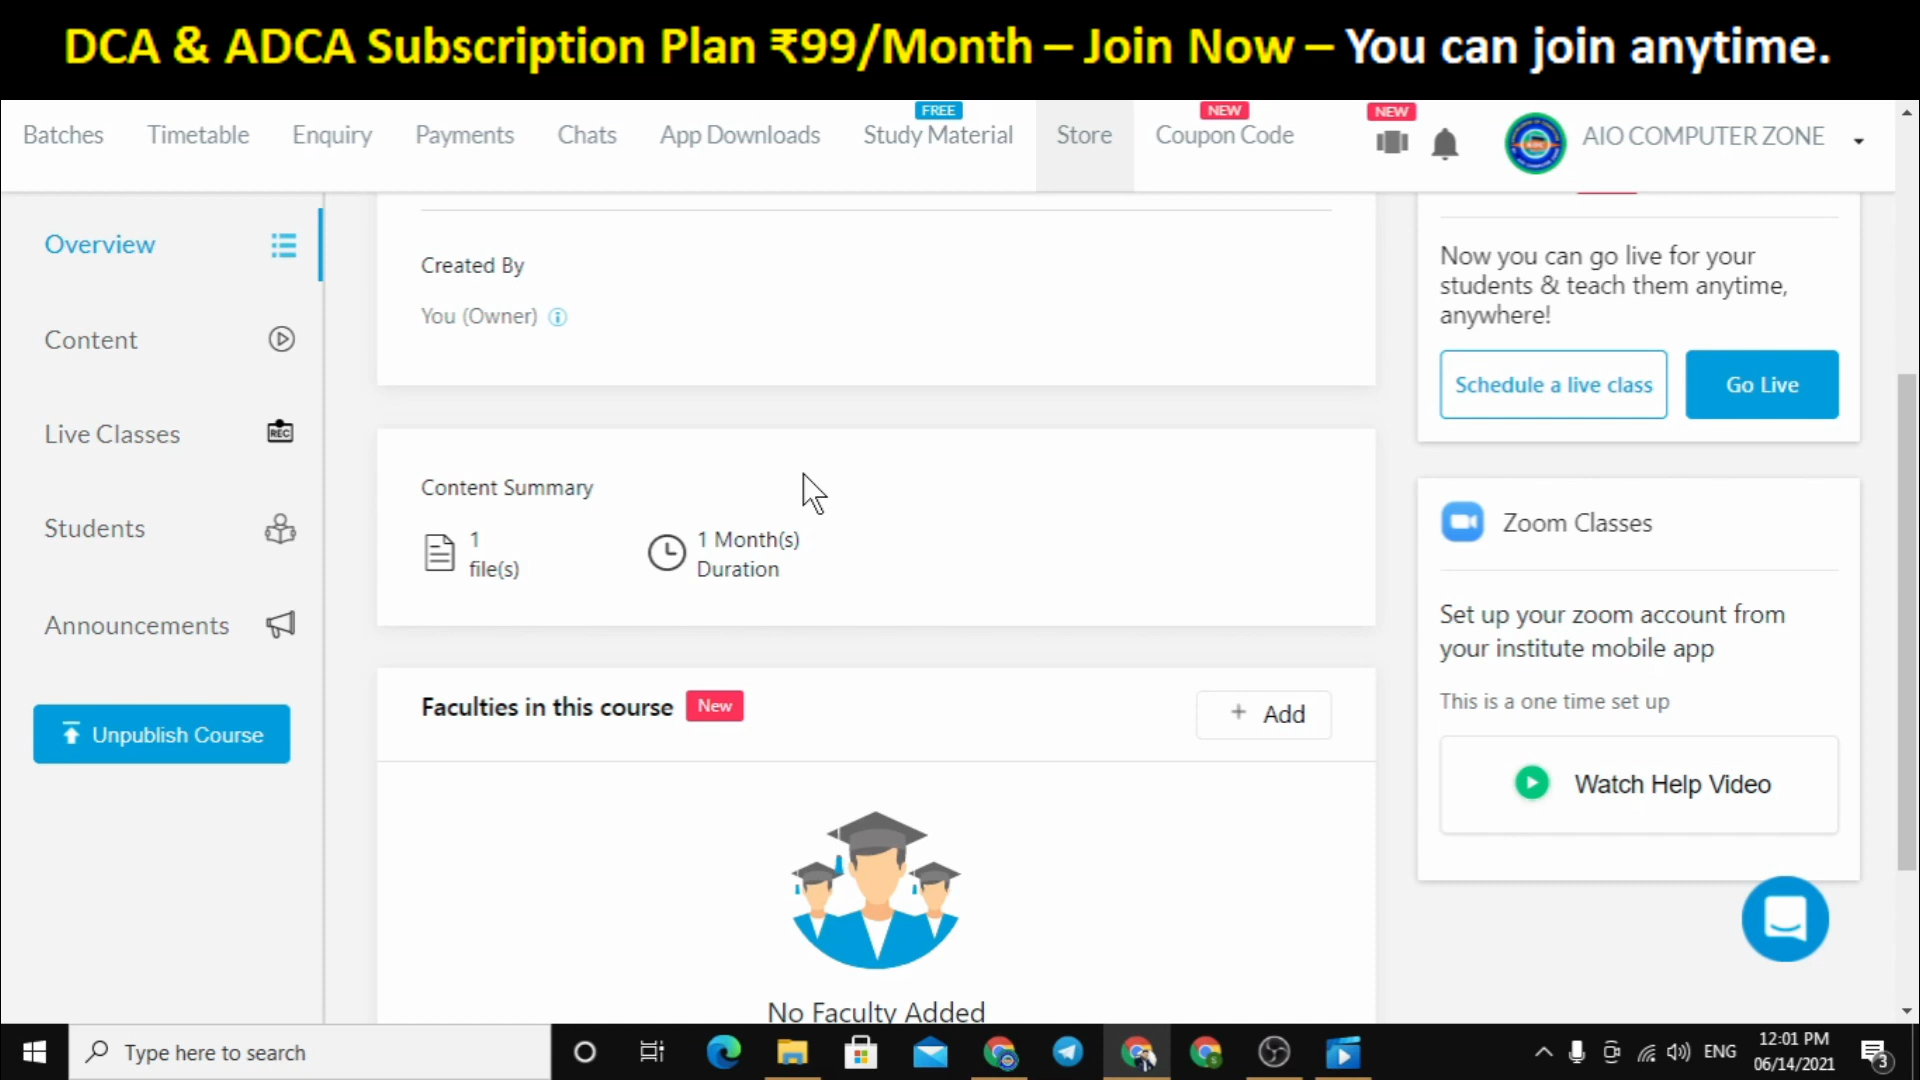 DCA & ADCA Subscription Plan ₹99/Month – Join Now – You can join anytime.
FREE
NEW
NEW
Batches
Timetable
Enquiry
Payments
Chats
App Downloads
Study Material
Store
Coupon Code
AIO COMPUTER ZONE
Overview
Content
Live Classes
REC
Students
Announcements
Unpublish Course
Created By
You (Owner)
Content Summary
1
file(s)
1 Month(s)
Duration
Faculties in this course
New
+ Add
No Faculty Added
Now you can go live for your
students & teach them anytime,
anywhere!
Schedule a live class
Go Live
Zoom Classes
Set up your zoom account from
your institute mobile app
This is a one time set up
Watch Help Video
Type here to search
ENG
12:01 PM
06/14/2021
3